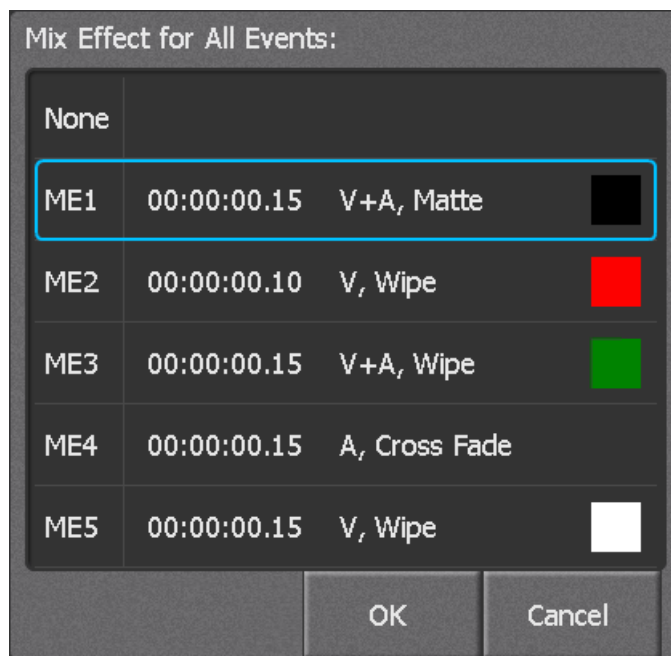 Mix Effect for All Events:
None
ME1 00:00:00.15 V+A, Matte
ME2 00:00:00.10 V, Wipe
ME3 00:00:00.15 V+A, Wipe
ME4 00:00:00.15 A, Cross Fade
ME5 00:00:00.15 V, Wipe
OK Cancel